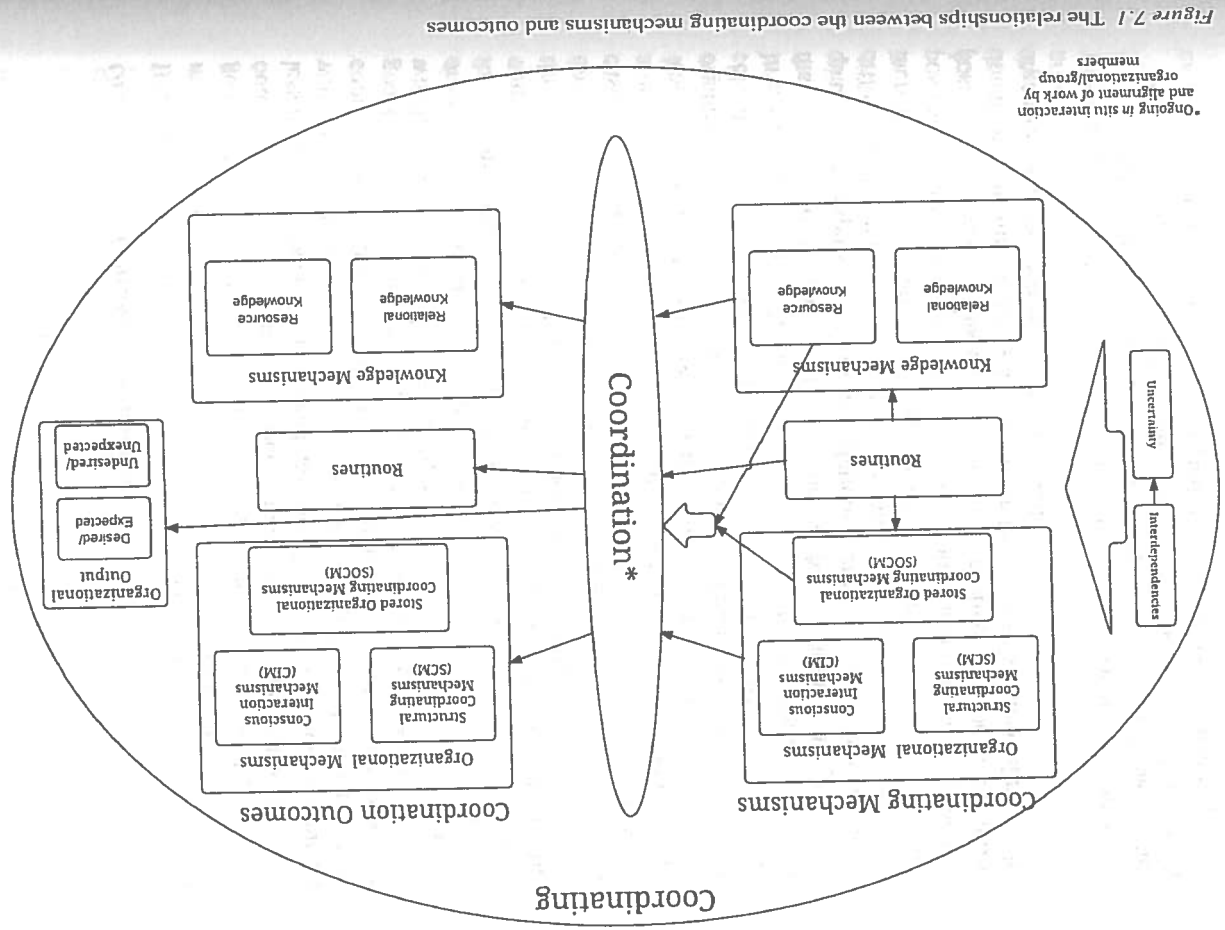 Coordinating
Coordinating Mechanisms
Coordination Outcomes
Organizational Mechanisms
Structural
Coordinating
Mechanisms
(SCM)
Conscious
Interaction
Mechanisms
(CIM)
Stored Organizational
Coordinating Mechanisms
(SOCM)
Interdependencies
Uncertainty
Routines
Knowledge Mechanisms
Relational
Knowledge
Resource
Knowledge
Coordination*
Organizational Mechanisms
Structural
Coordinating
Mechanisms
(SCM)
Conscious
Interaction
Mechanisms
(CIM)
Stored Organizational
Coordinating Mechanisms
(SOCM)
Routines
Knowledge Mechanisms
Relational
Knowledge
Resource
Knowledge
Organizational
Output
Desired/
Expected
Undesired/
Unexpected
*Ongoing in situ interaction
and alignment of work by
organizational/group
members
Figure 7.1 The relationships between the coordinating mechanisms and outcomes